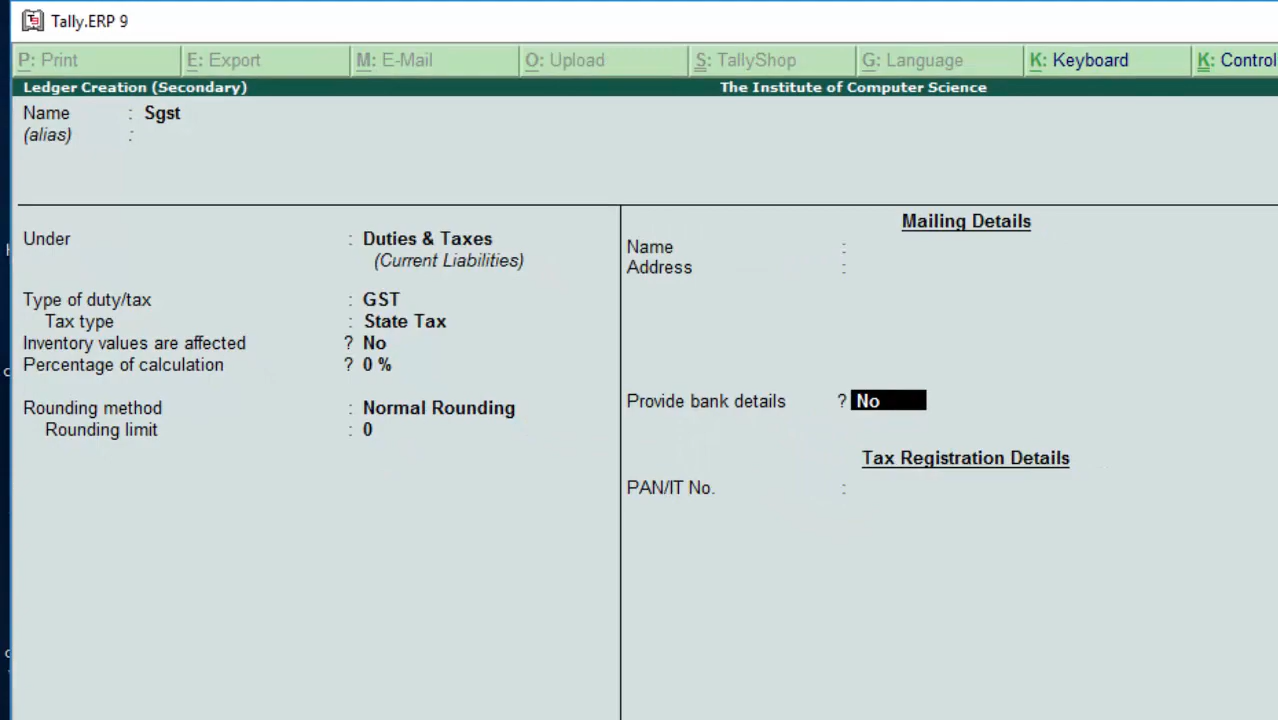 Tally.ERP 9
P: Print E: Export M: E-Mail O: Upload S: TallyShop G: Language K: Keyboard K: Control
Ledger Creation (Secondary) The Institute of Computer Science
Name : Sgst
(alias) :
Mailing Details
Under : Duties & Taxes
(Current Liabilities)
Name :
Address :
Type of duty/tax : GST
Tax type : State Tax
Inventory values are affected ? No
Percentage of calculation ? 0 %
Rounding method : Normal Rounding
Rounding limit : 0
Provide bank details ? No
Tax Registration Details
PAN/IT No. :